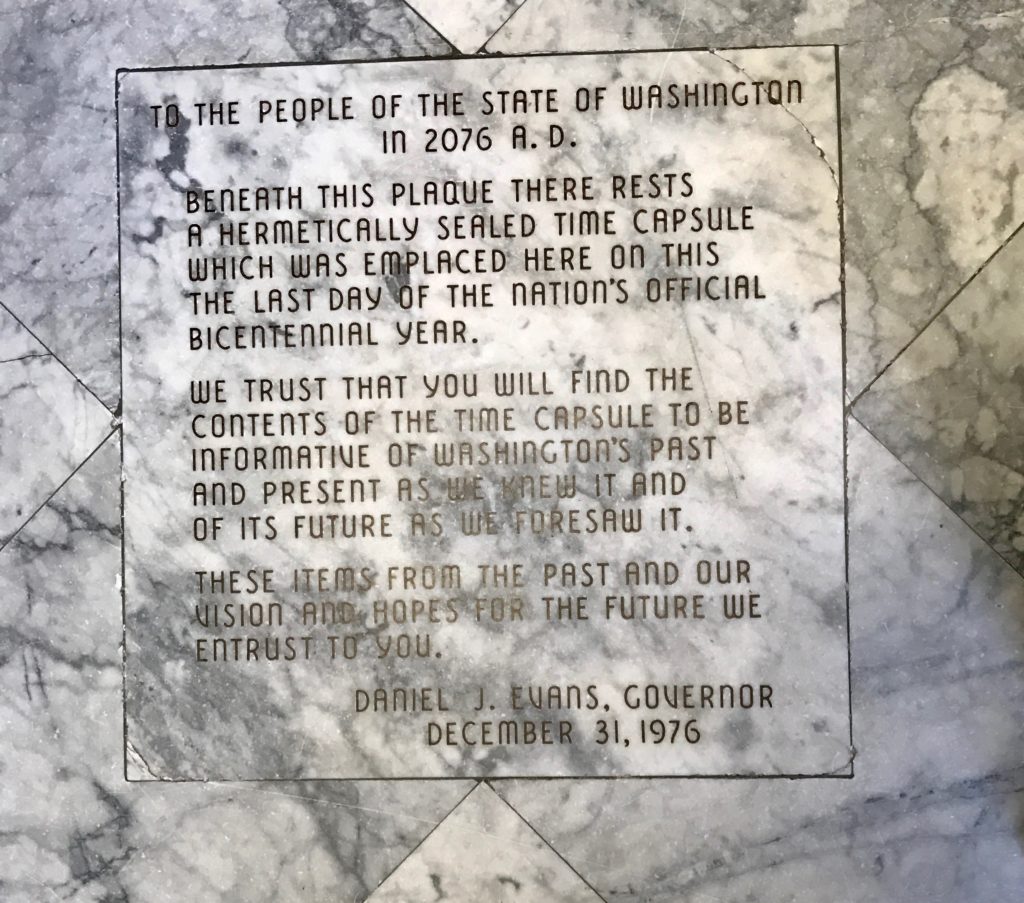 TO THE PEOPLE OF THE STATE OF WASHINGTON
IN 2076 A.D.
BENEATH THIS PLAQUE THERE RESTS
A HERMETICALLY SEALED TIME CAPSULE
WHICH WAS EMPLACED HERE ON THIS
THE LAST DAY OF THE NATION'S OFFICIAL
BICENTENNIAL YEAR.
WE TRUST THAT YOU WILL FIND THE
CONTENTS OF THE TIME CAPSULE TO BE
INFORMATIVE OF WASHINGTON'S PAST
AND PRESENT AS WE KNEW IT AND
OF ITS FUTURE AS WE FORESAW IT.
THESE ITEMS FROM THE PAST AND OUR
VISION AND HOPES FOR THE FUTURE WE
ENTRUST TO YOU.
DANIEL J. EVANS, GOVERNOR
DECEMBER 31, 1976